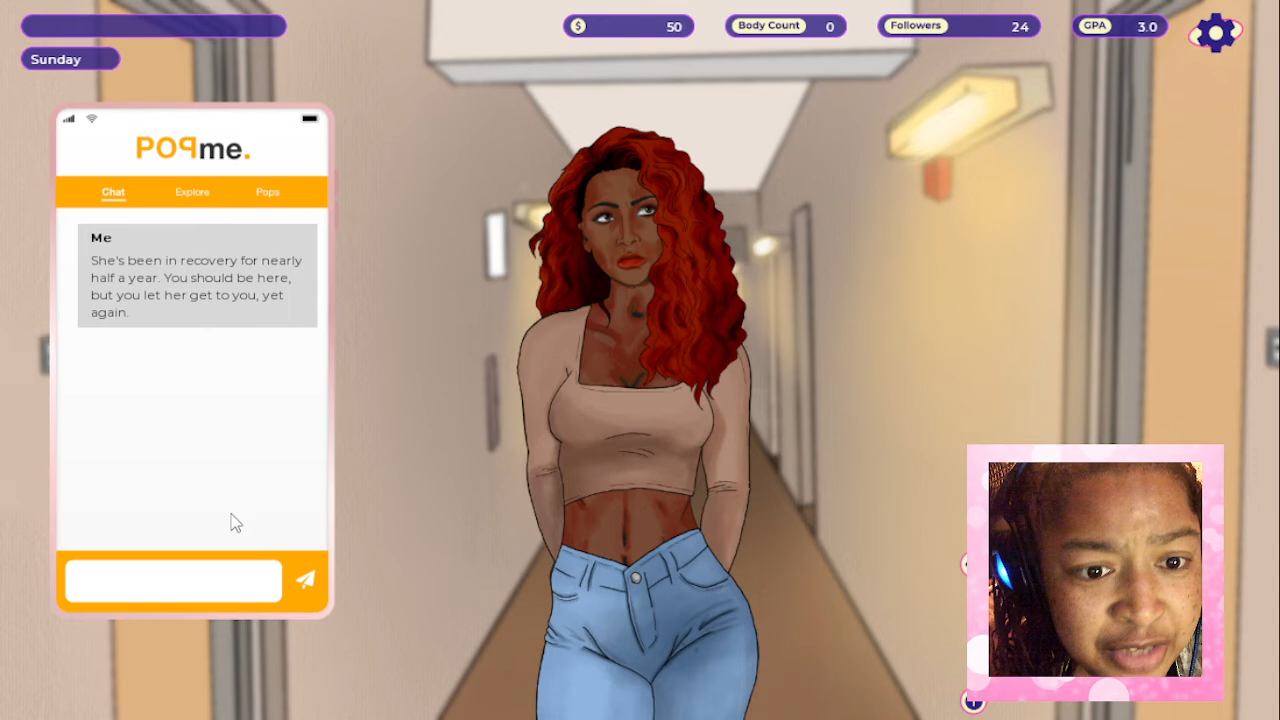 $ 50 Body Count 0 Followers 24 GPA 3.0
Sunday
POPme.
Chat Explore Pops
Me
She's been in recovery for nearly
half a year. You should be here,
but you let her get to you, yet
again.